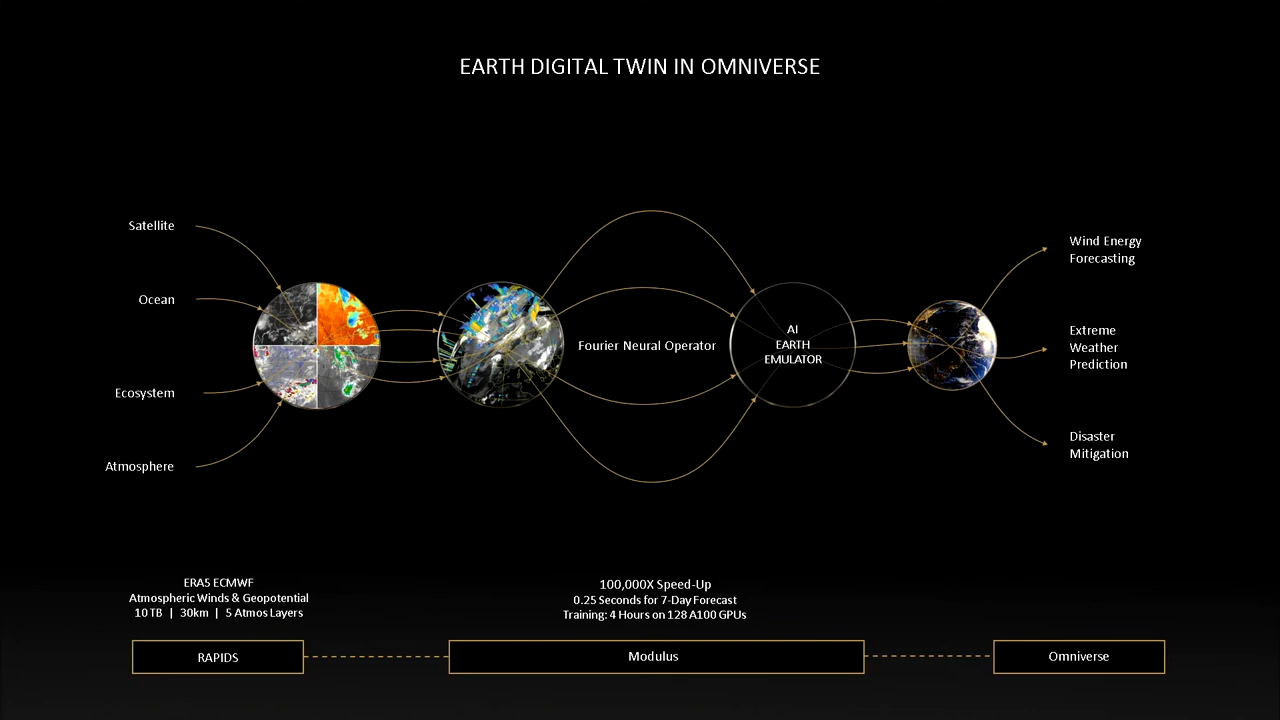 EARTH DIGITAL TWIN IN OMNIVERSE
Satellite
Ocean
Ecosystem
Atmosphere
Fourier Neural Operator
AI
EARTH
EMULATOR
Wind Energy
Forecasting
Extreme
Weather
Prediction
Disaster
Mitigation
ERA5 ECMWF
Atmospheric Winds & Geopotential
10 TB | 30km | 5 Atmos Layers
100,000X Speed-Up
0.25 Seconds for 7-Day Forecast
Training: 4 Hours on 128 A100 GPUs
RAPIDS
Modulus
Omniverse